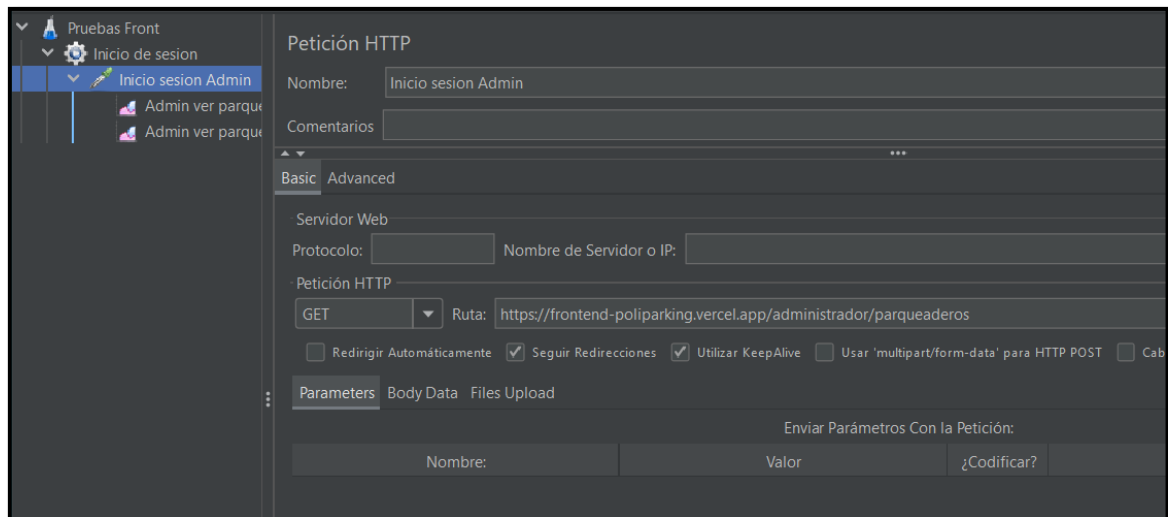 Pruebas Front
Inicio de sesion
Inicio sesion Admin
Admin ver parque
Admin ver parque
Petición HTTP
Nombre: Inicio sesion Admin
Comentarios
Basic Advanced
Servidor Web
Protocolo: Nombre de Servidor o IP:
Petición HTTP
GET Ruta: https://frontend-poliparking.vercel.app/administrador/parqueaderos
Redirigir Automáticamente Seguir Redirecciones Utilizar KeepAlive Usar 'multipart/form-data' para HTTP POST Cab
Parameters Body Data Files Upload
Enviar Parámetros Con la Petición:
Nombre: Valor ¿Codificar?